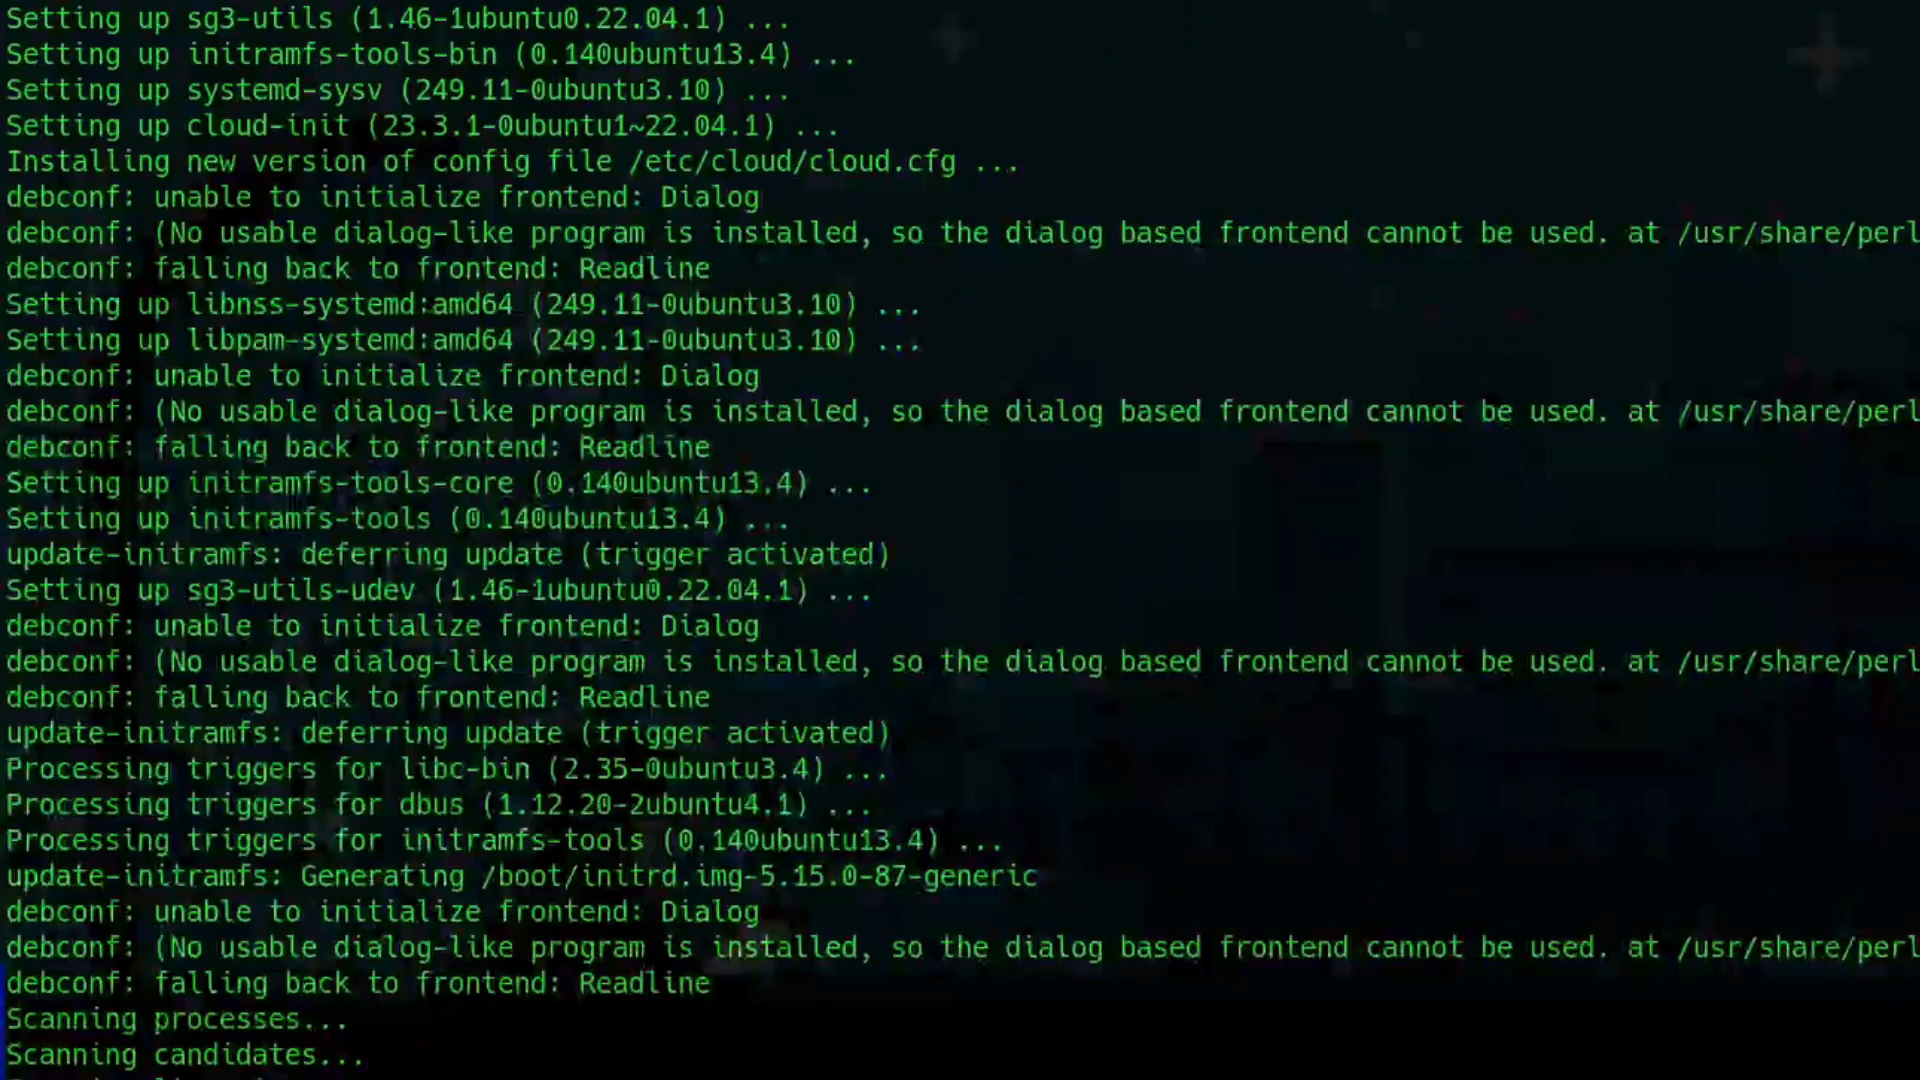 Setting up sg3-utils (1.46-1ubuntu0.22.04.1) ...
Setting up initramfs-tools-bin (0.140ubuntu13.4) ...
Setting up systemd-sysv (249.11-0ubuntu3.10) ...
Setting up cloud-init (23.3.1-0ubuntu1~22.04.1) ...
Installing new version of config file /etc/cloud/cloud.cfg ...
debconf: unable to initialize frontend: Dialog
debconf: (No usable dialog-like program is installed, so the dialog based frontend cannot be used. at /usr/share/perl
debconf: falling back to frontend: Readline
Setting up libnss-systemd:amd64 (249.11-0ubuntu3.10) ...
Setting up libpam-systemd:amd64 (249.11-0ubuntu3.10) ...
debconf: unable to initialize frontend: Dialog
debconf: (No usable dialog-like program is installed, so the dialog based frontend cannot be used. at /usr/share/perl
debconf: falling back to frontend: Readline
Setting up initramfs-tools-core (0.140ubuntu13.4) ...
Setting up initramfs-tools (0.140ubuntu13.4) ...
update-initramfs: deferring update (trigger activated)
Setting up sg3-utils-udev (1.46-1ubuntu0.22.04.1) ...
debconf: unable to initialize frontend: Dialog
debconf: (No usable dialog-like program is installed, so the dialog based frontend cannot be used. at /usr/share/perl
debconf: falling back to frontend: Readline
update-initramfs: deferring update (trigger activated)
Processing triggers for libc-bin (2.35-0ubuntu3.4) ...
Processing triggers for dbus (1.12.20-2ubuntu4.1) ...
Processing triggers for initramfs-tools (0.140ubuntu13.4) ...
update-initramfs: Generating /boot/initrd.img-5.15.0-87-generic
debconf: unable to initialize frontend: Dialog
debconf: (No usable dialog-like program is installed, so the dialog based frontend cannot be used. at /usr/share/perl
debconf: falling back to frontend: Readline
Scanning processes...
Scanning candidates...